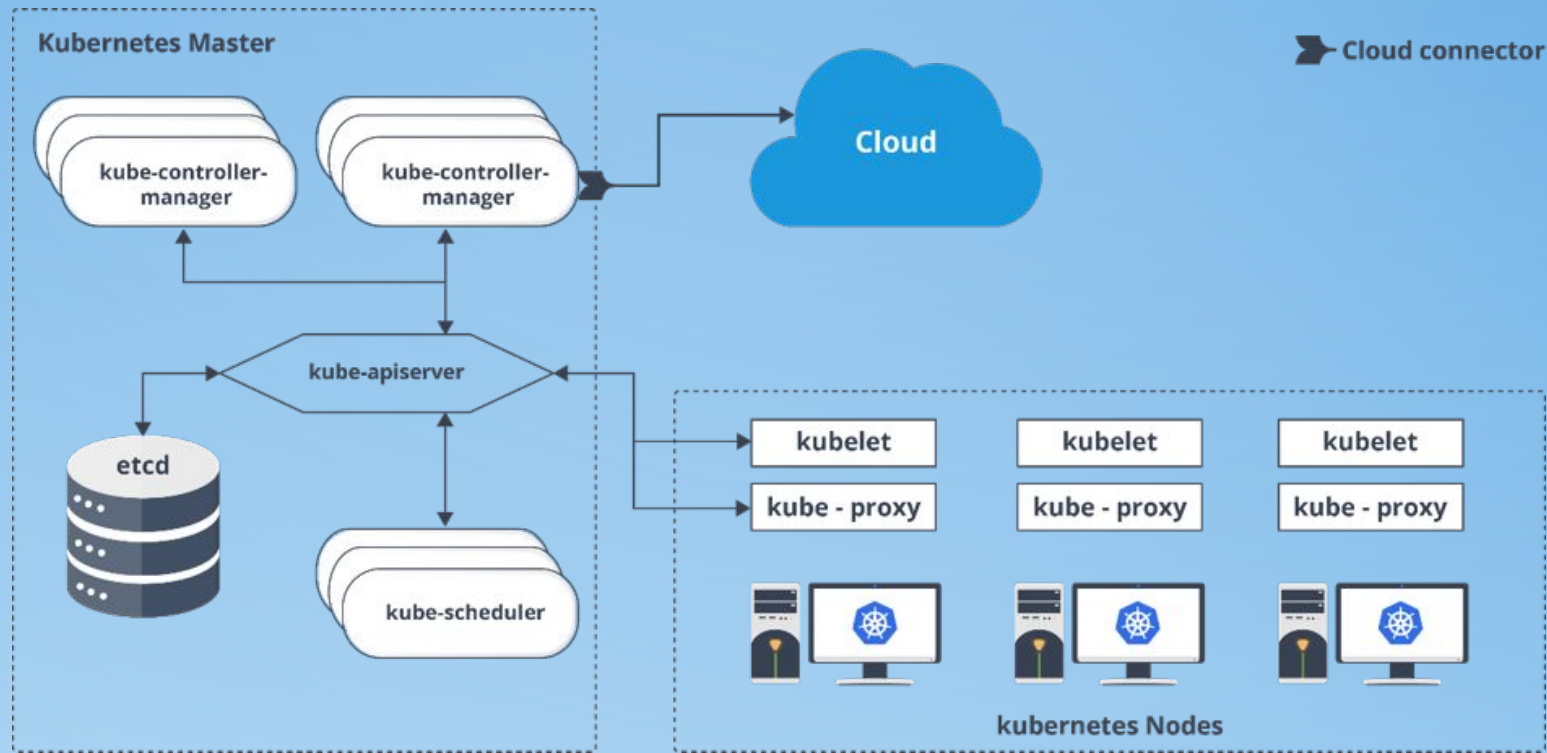 Kubernetes Master
Cloud connector
kube-controller-
manager
kube-controller-
manager
Cloud
kube-apiserver
etcd
kube-scheduler
kubelet
kubelet
kubelet
kube - proxy
kube - proxy
kube - proxy
kubernetes Nodes